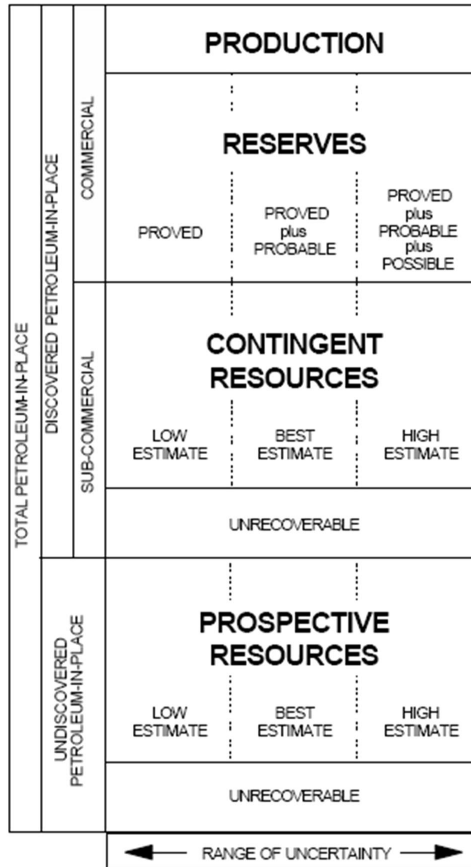 PRODUCTION
RESERVES
PROVED
PROVED
plus
PROBABLE
PROVED
plus
PROBABLE
plus
POSSIBLE
CONTINGENT
RESOURCES
LOW
ESTIMATE
BEST
ESTIMATE
HIGH
ESTIMATE
UNRECOVERABLE
PROSPECTIVE
RESOURCES
LOW
ESTIMATE
BEST
ESTIMATE
HIGH
ESTIMATE
UNRECOVERABLE
RANGE OF UNCERTAINTY
TOTAL PETROLEUM-IN-PLACE
DISCOVERED PETROLEUM-IN-PLACE
COMMERCIAL
SUB-COMMERCIAL
UNDISCOVERED
PETROLEUM-IN-PLACE